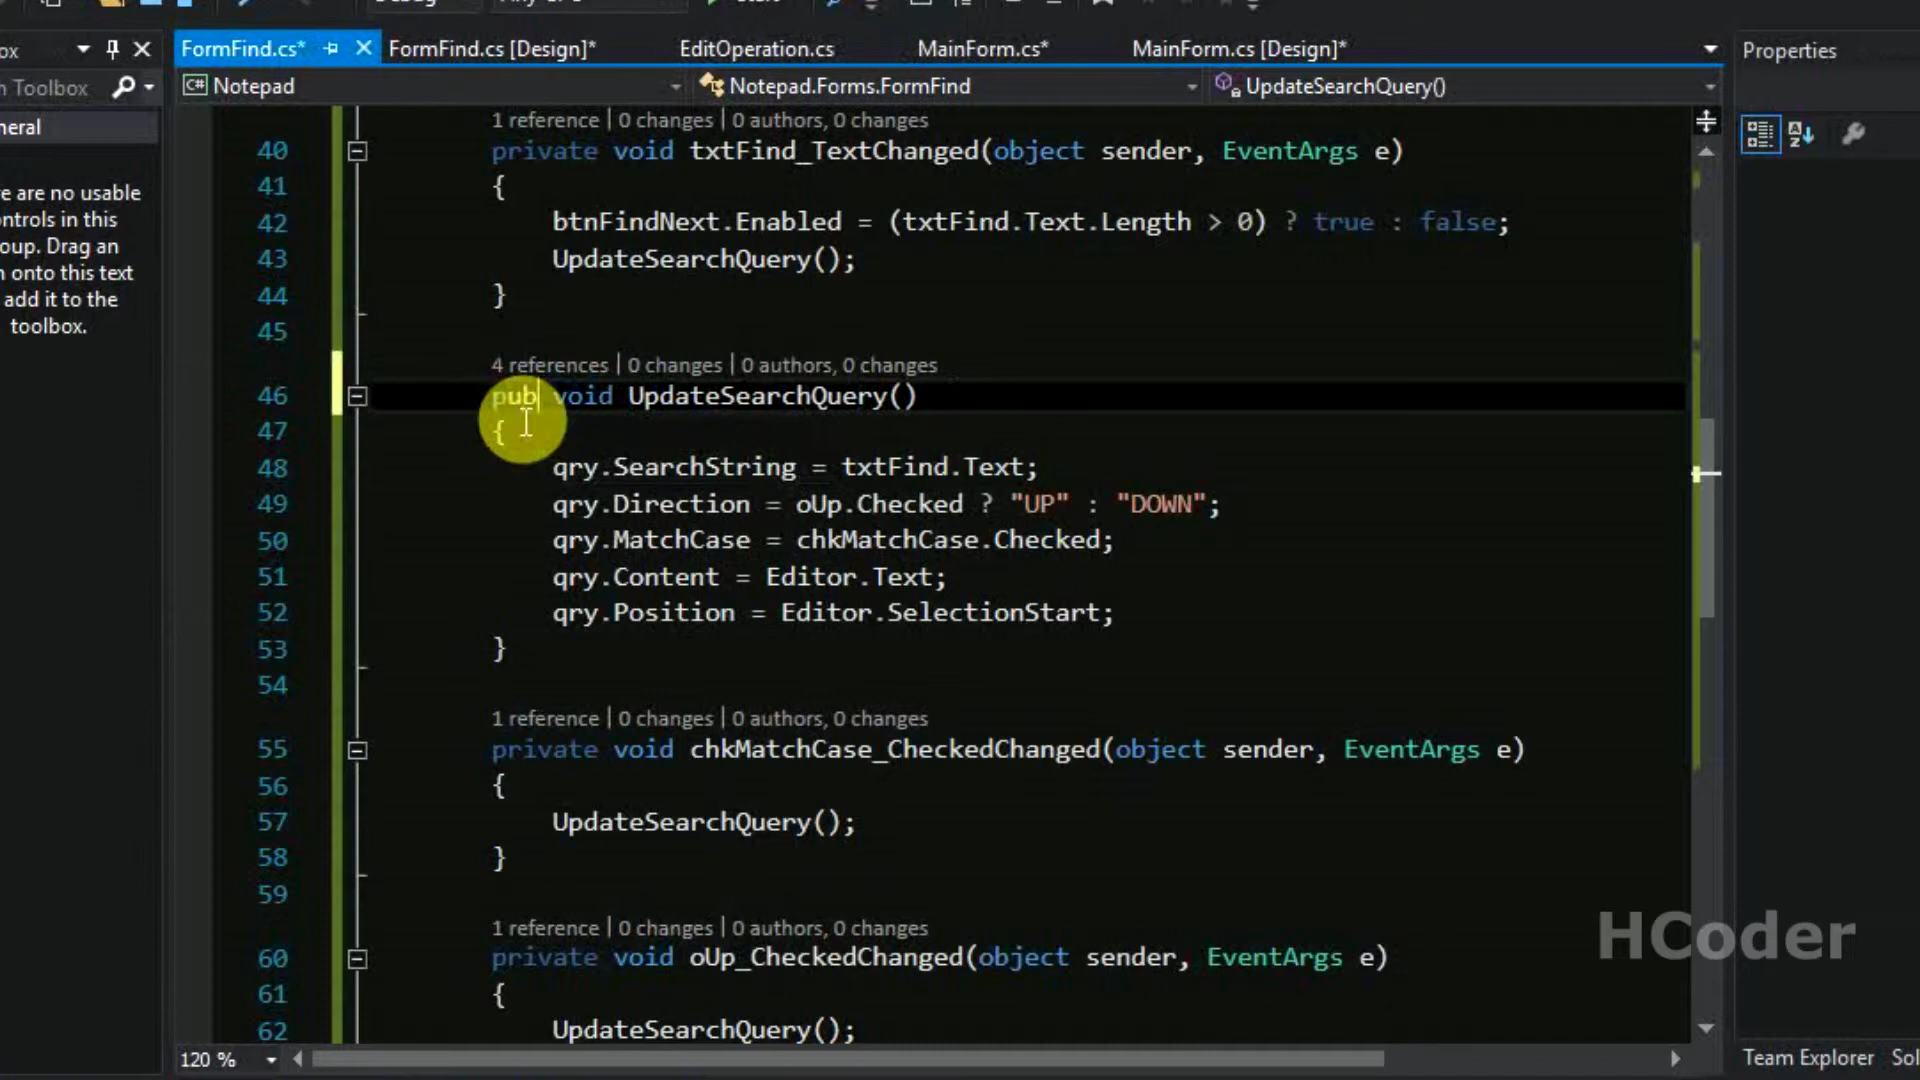 FormFind.cs*
FormFind.cs [Design]*
EditOperation.cs
MainForm.cs*
MainForm.cs [Design]*
Properties
ox
Notepad
Notepad.Forms.FormFind
UpdateSearchQuery()
n Toolbox
neral
re are no usable
ontrols in this
oup. Drag an
n onto this text
add it to the
toolbox.
1 reference | 0 changes | 0 authors, 0 changes
40 private void txtFind_TextChanged(object sender, EventArgs e)
41 {
42 btnFindNext.Enabled = (txtFind.Text.Length > 0) ? true : false;
43 UpdateSearchQuery();
44 }
45
4 references | 0 changes | 0 authors, 0 changes
46 pub void UpdateSearchQuery()
47 {
48 qry.SearchString = txtFind.Text;
49 qry.Direction = oUp.Checked ? "UP" : "DOWN";
50 qry.MatchCase = chkMatchCase.Checked;
51 qry.Content = Editor.Text;
52 qry.Position = Editor.SelectionStart;
53 }
54
1 reference | 0 changes | 0 authors, 0 changes
55 private void chkMatchCase_CheckedChanged(object sender, EventArgs e)
56 {
57 UpdateSearchQuery();
58 }
59
1 reference | 0 changes | 0 authors, 0 changes
60 private void oUp_CheckedChanged(object sender, EventArgs e)
61 {
62 UpdateSearchQuery();
HCoder
120 %
Team Explorer
Sol